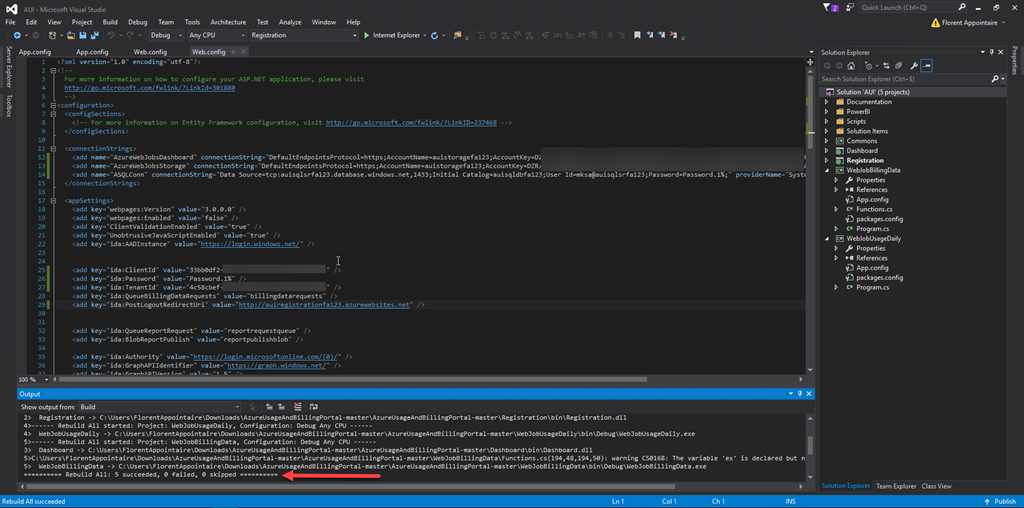 AUI - Microsoft Visual Studio
2
Quick Launch (Ctrl+Q)
File Edit View Project Build Debug Team Tools Architecture Test Analyze Window Help
Florent Appointaire
Debug Any CPU Registration Internet Explorer
App.config App.config Web.config Web.config
Server Explorer
Toolbox
1 <?xml version="1.0" encoding="utf-8"?>
2 <!--
3 For more information on how to configure your ASP.NET application, please visit
4 http://go.microsoft.com/fwlink/?LinkId=301880
5 -->
6 <configuration>
7 <configSections>
8 <!-- For more information on Entity Framework configuration, visit http://go.microsoft.com/fwlink/?LinkID=237468 -->
9 </configSections>
10
11 <connectionStrings>
12 <add name="AzureWebJobsDashboard" connectionString="DefaultEndpointsProtocol=https;AccountName=auistoragefa123;AccountKey=DZ
13 <add name="AzureWebJobsStorage" connectionString="DefaultEndpointsProtocol=https;AccountName=auistoragefa123;AccountKey=DZR/
14 <add name="ASQLConn" connectionString="Data Source=tcp:auisqlsrfa123.database.windows.net,1433;Initial Catalog=auisqldbfa123;User Id=mksa@auisqlsrfa123;Password=Password.1%;" providerName="Syste
15 </connectionStrings>
16
17 <appSettings>
18 <add key="webpages:Version" value="3.0.0.0" />
19 <add key="webpages:Enabled" value="false" />
20 <add key="ClientValidationEnabled" value="true" />
21 <add key="UnobtrusiveJavaScriptEnabled" value="true" />
22 <add key="ida:AADInstance" value="https://login.windows.net/" />
23
24
25 <add key="ida:ClientId" value="33bb0df2- />
26 <add key="ida:Password" value="Password.1%" />
27 <add key="ida:TenantId" value="4c58cbef- />
28 <add key="ida:QueueBillingDataRequests" value="billingdatarequests" />
29 <add key="ida:PostLogoutRedirectUri" value="http://auiregistrationfa123.azurewebsites.net" />
30
31
32 <add key="ida:QueueReportRequest" value="reportrequestqueue" />
33 <add key="ida:BlobReportPublish" value="reportpublishblob" />
34
35 <add key="ida:Authority" value="https://login.microsoftonline.com/{0}/" />
36 <add key="ida:GraphAPIIdentifier" value="https://graph.windows.net/" />
37 <add key="ida:GraphAPIVersion" value="1.5" />
100 %
Solution Explorer
Search Solution Explorer (Ctrl+$)
Solution 'AUI' (5 projects)
Documentation
PowerBI
Scripts
Solution Items
Commons
Dashboard
Registration
WebJobBillingData
Properties
References
App.config
Functions.cs
packages.config
Program.cs
WebJobUsageDaily
Properties
References
App.config
packages.config
Program.cs
Properties
Output
Show output from: Build
2> Registration -> C:\Users\FlorentAppointaire\Downloads\AzureUsageAndBillingPortal-master\AzureUsageAndBillingPortal-master\Registration\bin\Registration.dll
4>------ Rebuild All started: Project: WebJobUsageDaily, Configuration: Debug Any CPU ------
4> WebJobUsageDaily -> C:\Users\FlorentAppointaire\Downloads\AzureUsageAndBillingPortal-master\AzureUsageAndBillingPortal-master\WebJobUsageDaily\bin\Debug\WebJobUsageDaily.exe
5>------ Rebuild All started: Project: WebJobBillingData, Configuration: Debug Any CPU ------
3> Dashboard -> C:\Users\FlorentAppointaire\Downloads\AzureUsageAndBillingPortal-master\AzureUsageAndBillingPortal-master\Dashboard\bin\Dashboard.dll
5>C:\Users\FlorentAppointaire\Downloads\AzureUsageAndBillingPortal-master\AzureUsageAndBillingPortal-master\WebJobBillingData\Functions.cs(194,48,194,50): warning CS0168: The variable 'ex' is declared but n
5> WebJobBillingData -> C:\Users\FlorentAppointaire\Downloads\AzureUsageAndBillingPortal-master\AzureUsageAndBillingPortal-master\WebJobBillingData\bin\Debug\WebJobBillingData.exe
========== Rebuild All: 5 succeeded, 0 failed, 0 skipped ==========
Solution Explorer Team Explorer Class View
Rebuild All succeeded Ln 1 Col 1 Ch 1 INS Publish